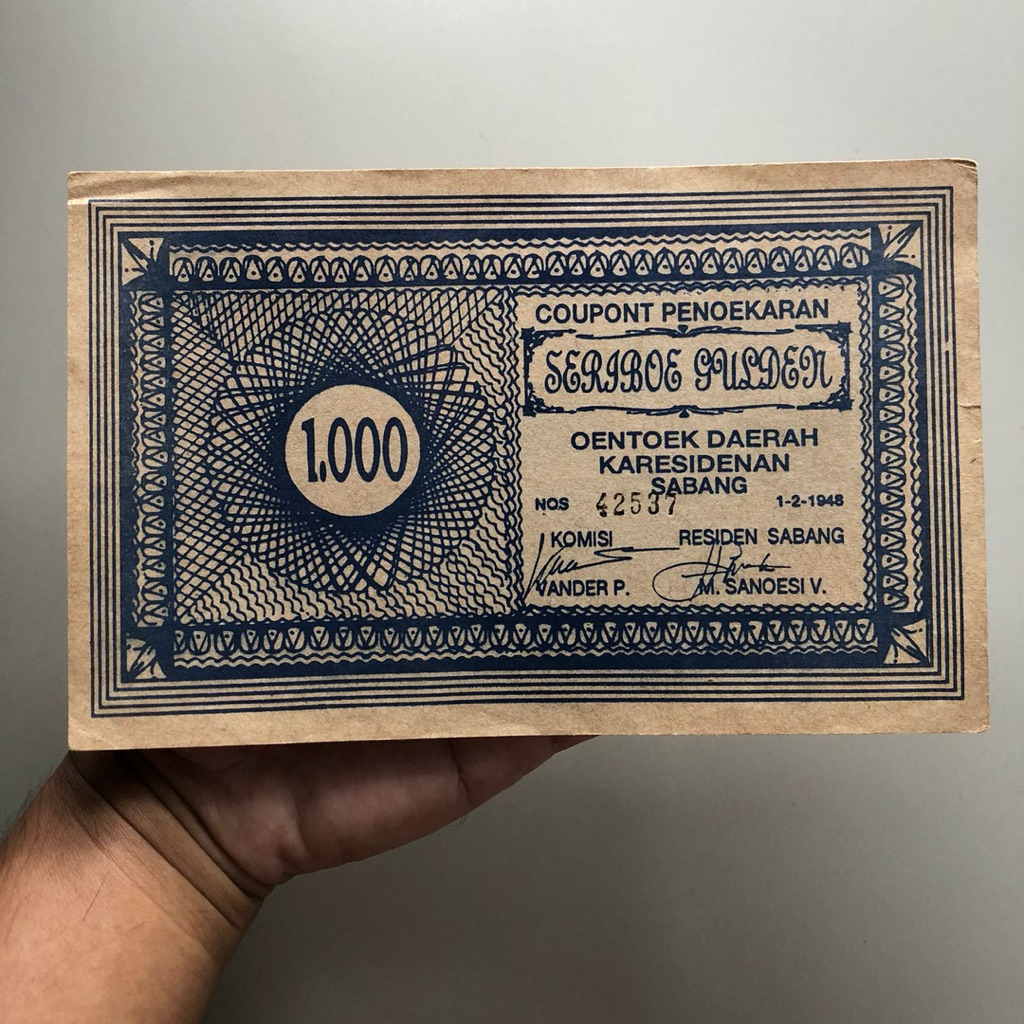 1.000
COUPONT PENOEKARAN
SERIBOE GULDEN
OENTOEK DAERAH
KARESIDENAN
SABANG
NOS 42537 1-2-1948
KOMISI RESIDEN SABANG
VANDER P. M. SANOESI V.